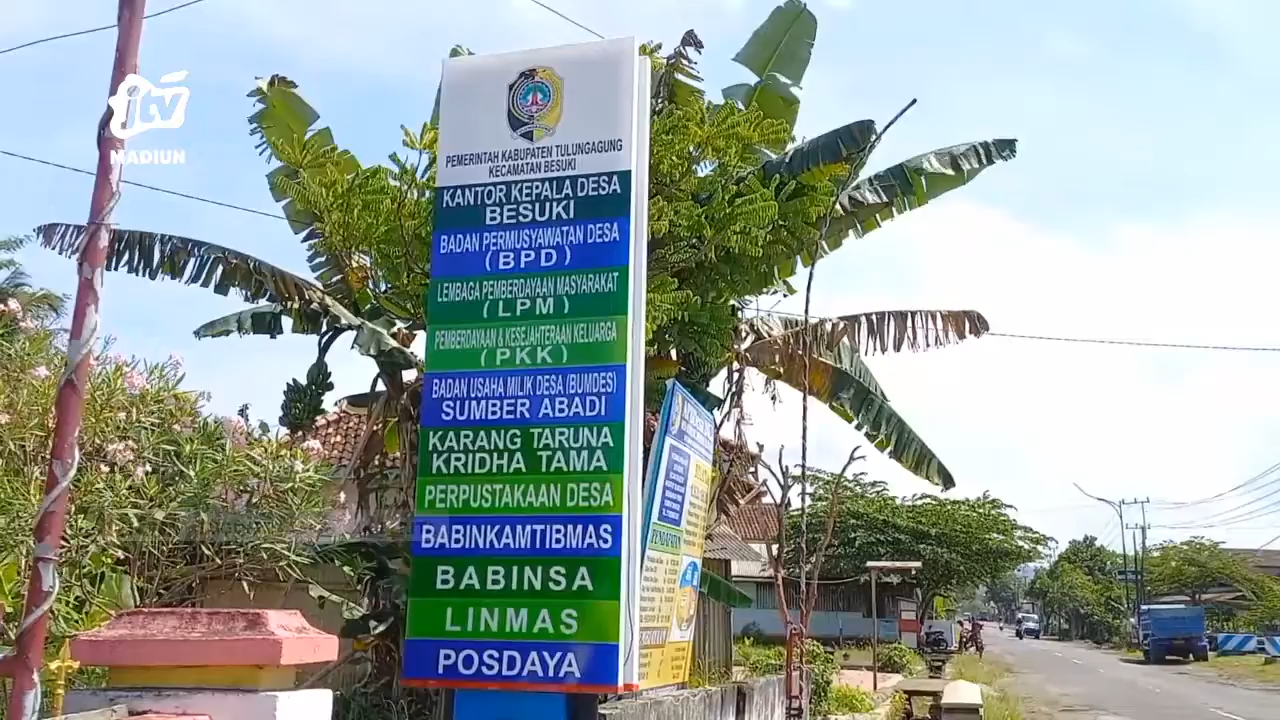 jtv
MADIUN
PEMERINTAH KABUPATEN TULUNGAGUNG
KECAMATAN BESUKI
KANTOR KEPALA DESA
BESUKI
BADAN PERMUSYAWATAN DESA
(BPD)
LEMBAGA PEMBERDAYAAN MASYARAKAT
(LPM)
PEMBERDAYAAN & KESEJAHTERAAN KELUARGA
(PKK)
BADAN USAHA MILIK DESA (BUMDES)
SUMBER ABADI
KARANG TARUNA
KRIDHA TAMA
PERPUSTAKAAN DESA
BABINKAMTIBMAS
BABINSA
LINMAS
POSDAYA
PENDAPATAN